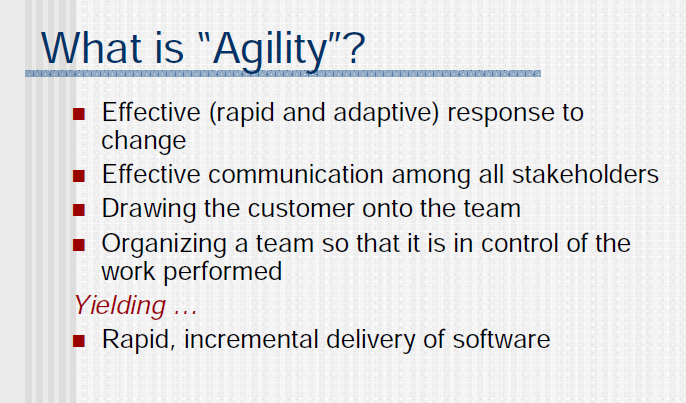 What is “Agility”?
■ Effective (rapid and adaptive) response to
change
■ Effective communication among all stakeholders
■ Drawing the customer onto the team
■ Organizing a team so that it is in control of the
work performed
Yielding …
■ Rapid, incremental delivery of software